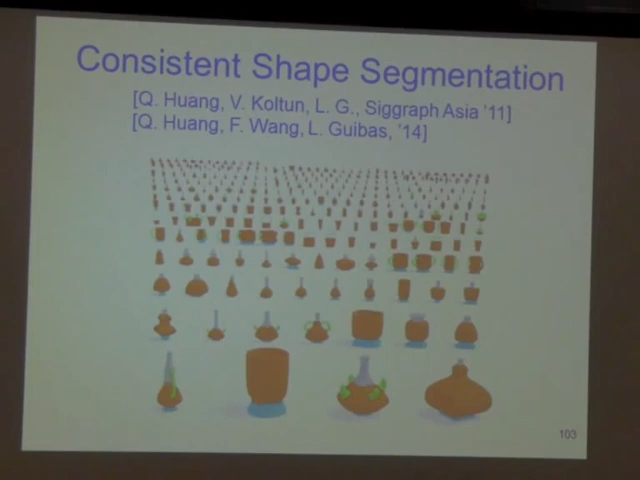 Consistent Shape Segmentation
[Q. Huang, V. Koltun, L. G., Siggraph Asia '11]
[Q. Huang, F. Wang, L. Guibas, '14]
103